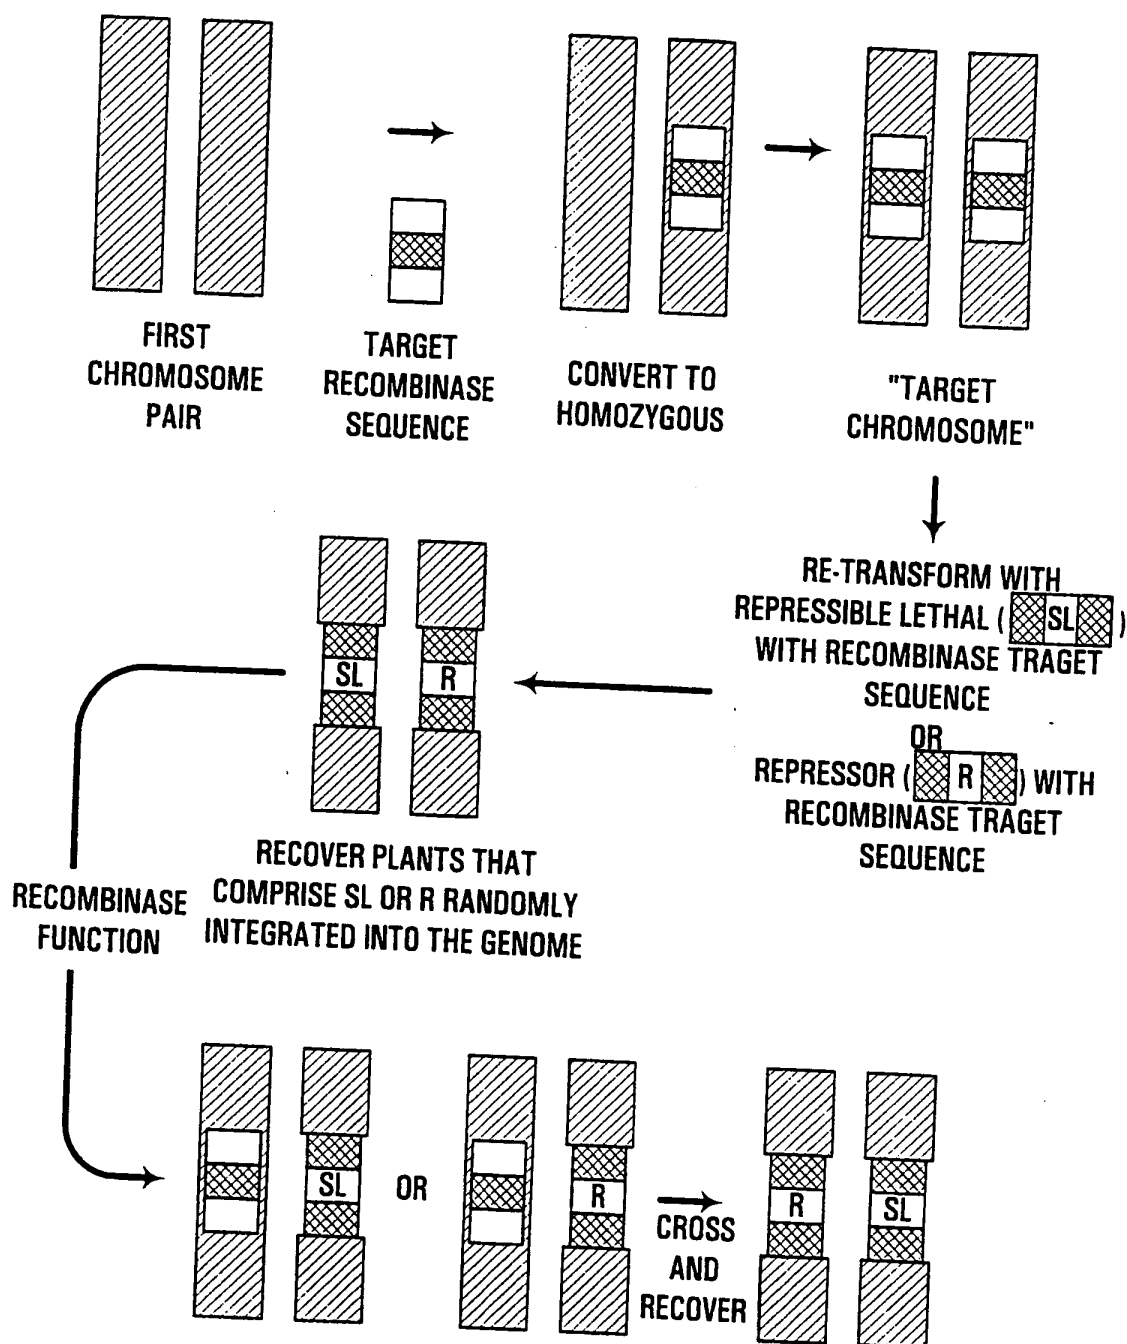 FIRST
CHROMOSOME
PAIR
TARGET
RECOMBINASE
SEQUENCE
CONVERT TO
HOMOZYGOUS
"TARGET
CHROMOSOME"
RE-TRANSFORM WITH
REPRESSIBLE LETHAL ( SL )
WITH RECOMBINASE TRAGET
SEQUENCE
OR
REPRESSOR ( R ) WITH
RECOMBINASE TRAGET
SEQUENCE
SL R
RECOVER PLANTS THAT
COMPRISE SL OR R RANDOMLY
INTEGRATED INTO THE GENOME
RECOMBINASE
FUNCTION
SL OR R
CROSS
AND
RECOVER
R SL